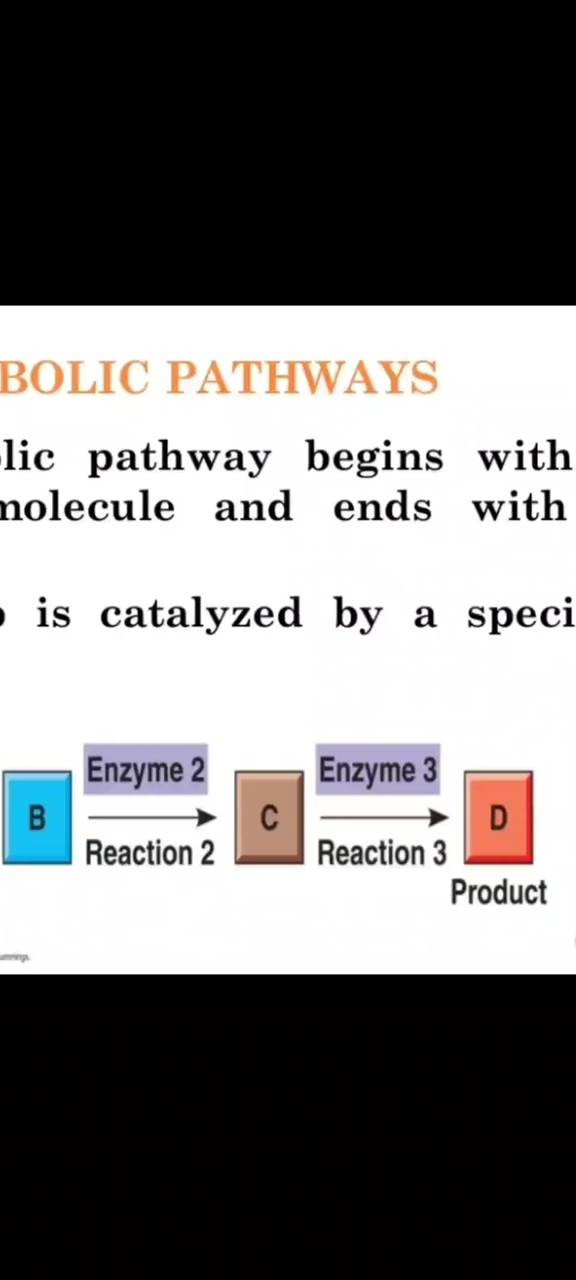 BOLIC PATHWAYS
lic pathway begins with
molecule and ends with
is catalyzed by a speci
Enzyme 2 Enzyme 3
B C D
Reaction 2 Reaction 3
Product